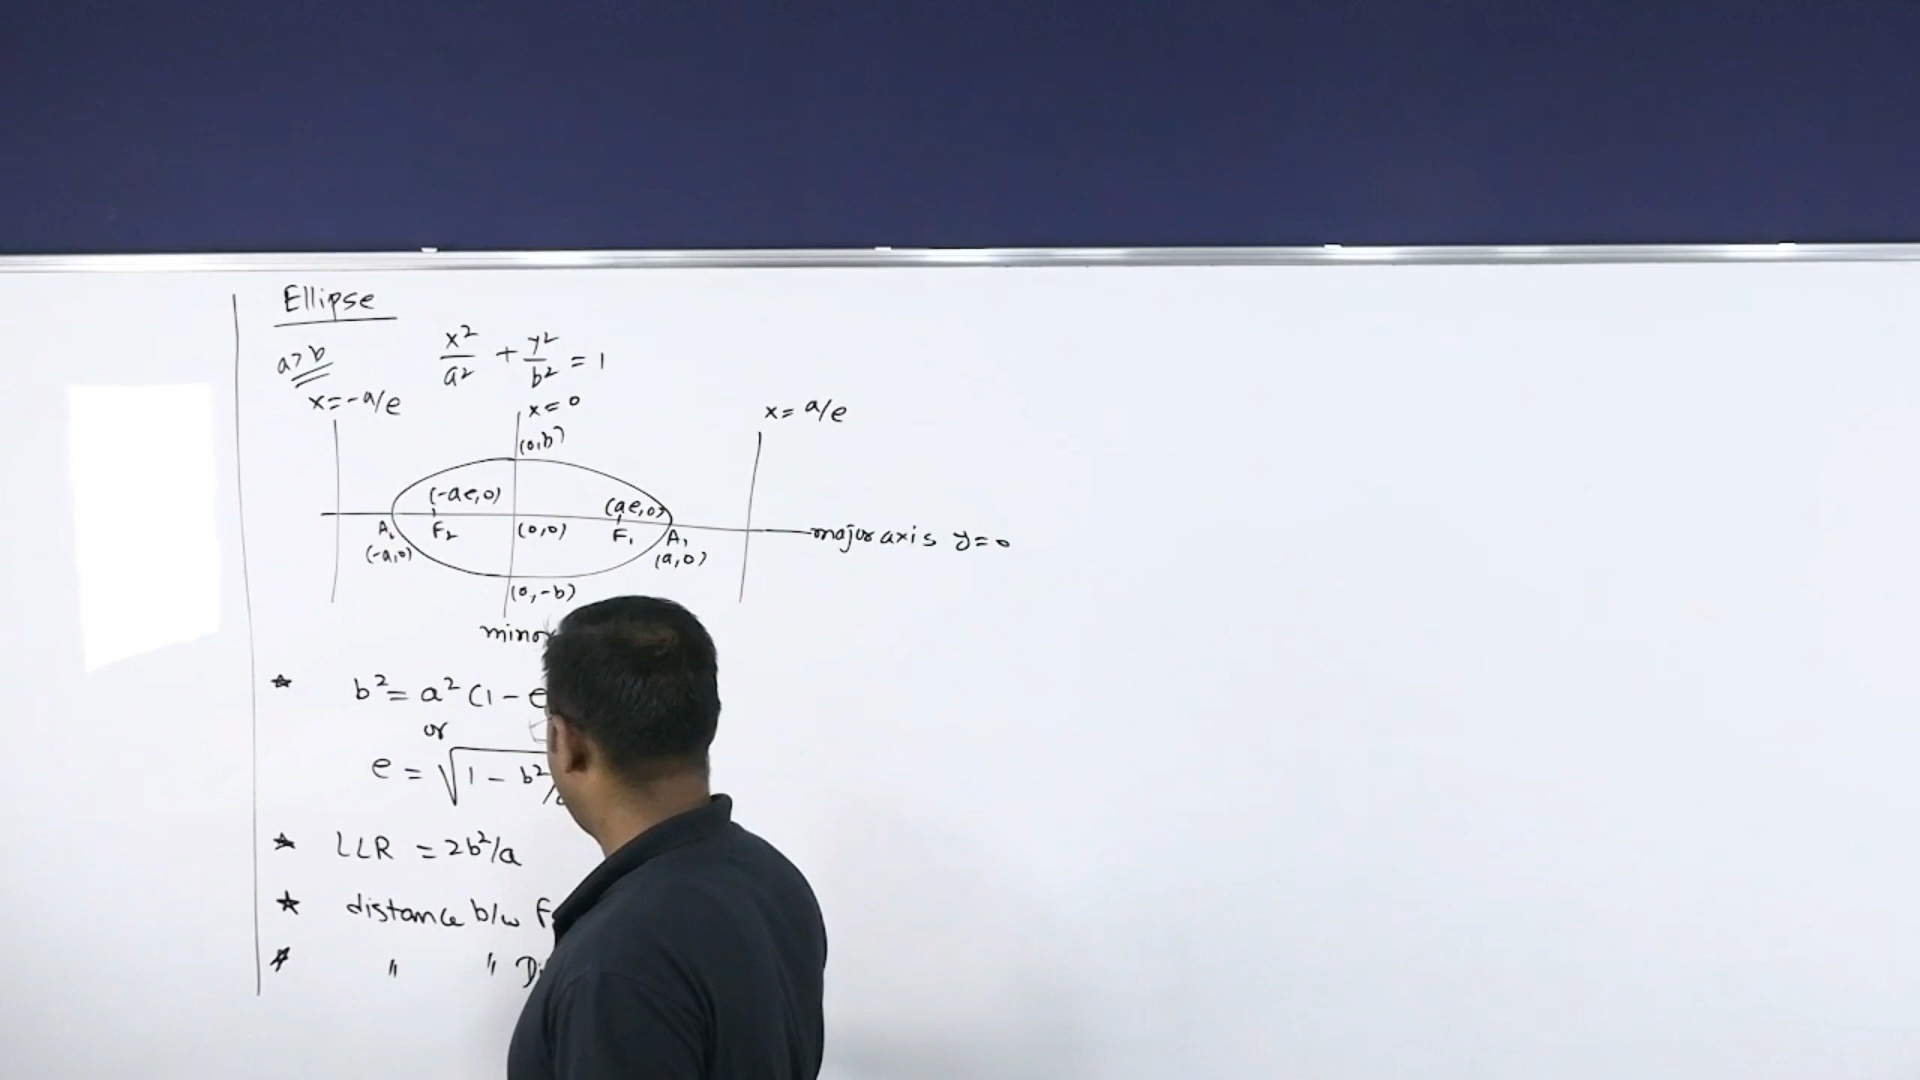 Ellipse
a>b
x²/a² + y²/b² = 1
x=-a/e
x=0
x= a/e
(0,b)
(-ae,0)
(ae,0)
F₂
(0,0)
F₁
A₁
major axis y=0
(-a,0)
(a,0)
(0,-b)
★ b²= a² (1 - e
or
e = √1 - b²/
★ LLR = 2b²/a
★ distance b/w F
★ " " Di